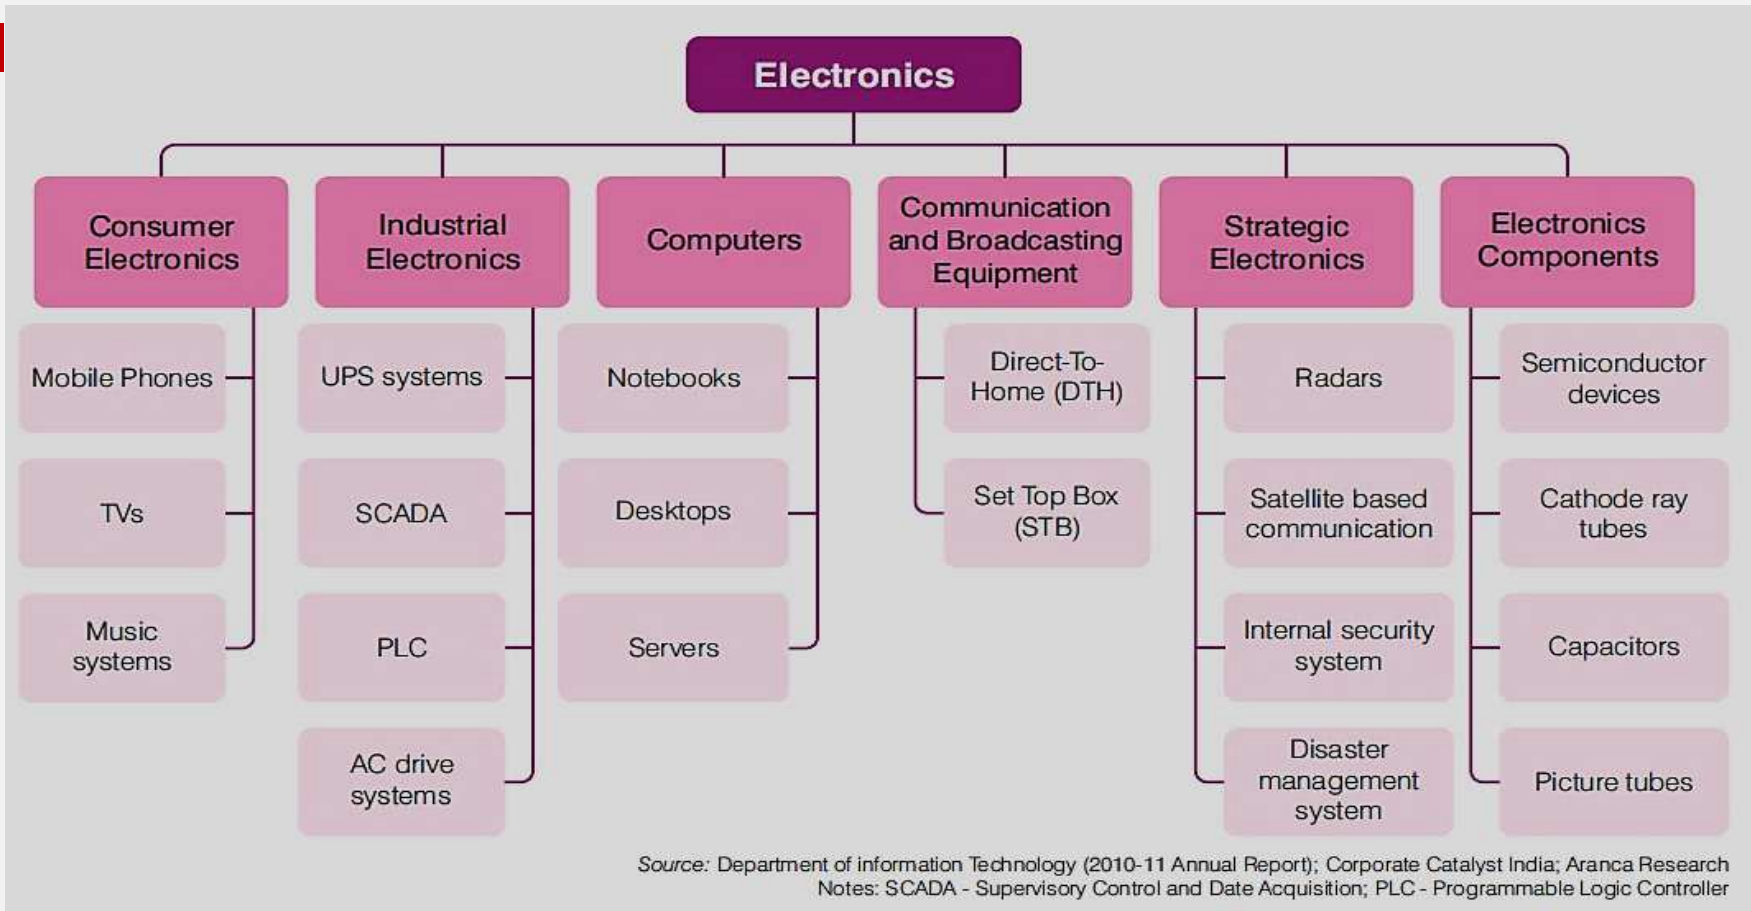 Electronics
Consumer
Electronics
Mobile Phones
TVs
Music
systems
Industrial
Electronics
UPS systems
SCADA
PLC
AC drive
systems
Computers
Notebooks
Desktops
Servers
Communication
and Broadcasting
Equipment
Direct-To-
Home (DTH)
Set Top Box
(STB)
Strategic
Electronics
Radars
Satellite based
communication
Internal security
system
Disaster
management
system
Electronics
Components
Semiconductor
devices
Cathode ray
tubes
Capacitors
Picture tubes
Source: Department of information Technology (2010-11 Annual Report); Corporate Catalyst India; Aranca Research
Notes: SCADA - Supervisory Control and Date Acquisition; PLC - Programmable Logic Controller